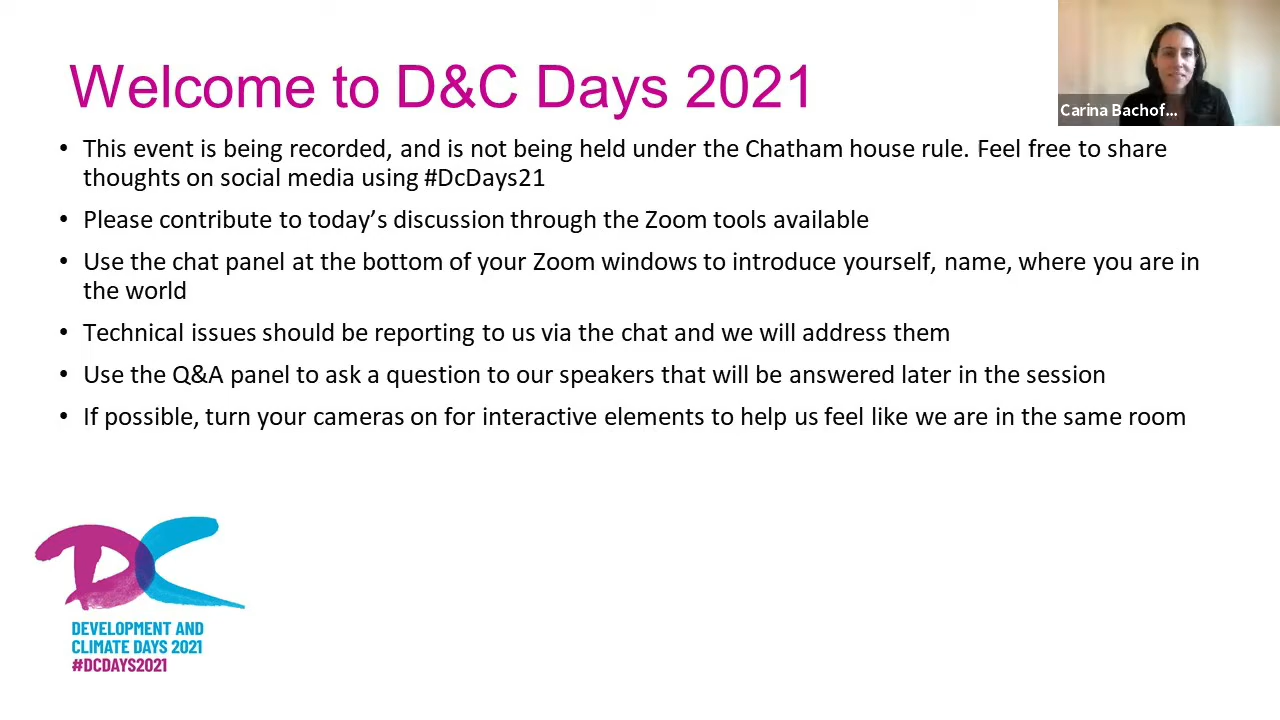 Welcome to D&C Days 2021
Carina Bachof...
• This event is being recorded, and is not being held under the Chatham house rule. Feel free to share
thoughts on social media using #DcDays21
• Please contribute to today's discussion through the Zoom tools available
• Use the chat panel at the bottom of your Zoom windows to introduce yourself, name, where you are in
the world
• Technical issues should be reporting to us via the chat and we will address them
• Use the Q&A panel to ask a question to our speakers that will be answered later in the session
• If possible, turn your cameras on for interactive elements to help us feel like we are in the same room
DC
DEVELOPMENT AND
CLIMATE DAYS 2021
#DCDAYS2021